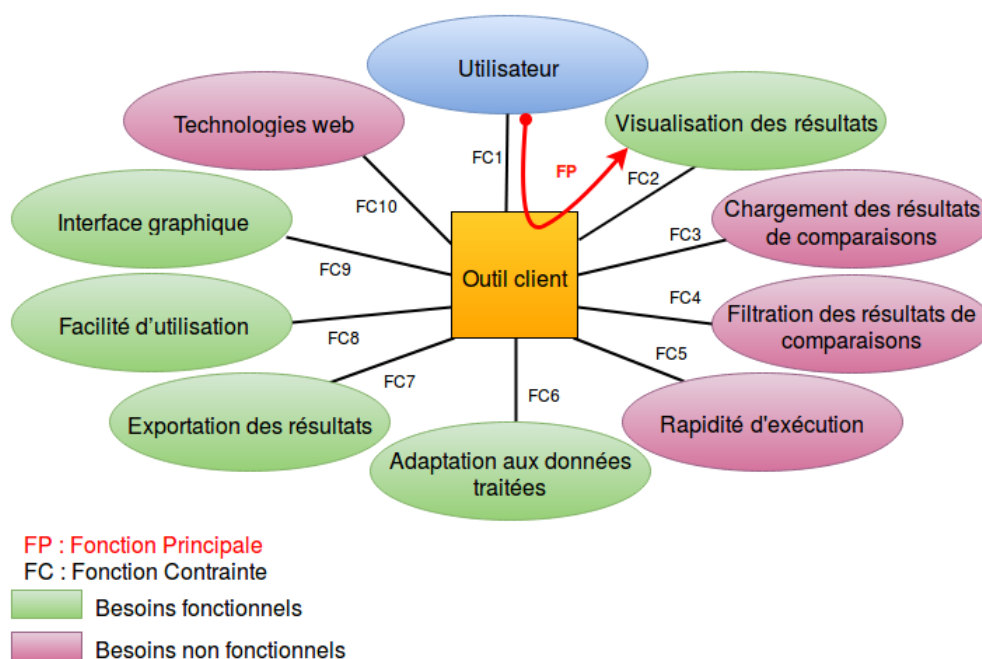 Utilisateur
Technologies web
Visualisation des résultats
FC1
FP
FC2
FC10
Interface graphique
Chargement des résultats
de comparaisons
FC3
FC9
Outil client
FC4
Facilité d'utilisation
Filtration des résultats de
comparaisons
FC8
FC5
FC7
FC6
Exportation des résultats
Rapidité d'exécution
Adaptation aux données
traitées
FP : Fonction Principale
FC : Fonction Contrainte
Besoins fonctionnels
Besoins non fonctionnels